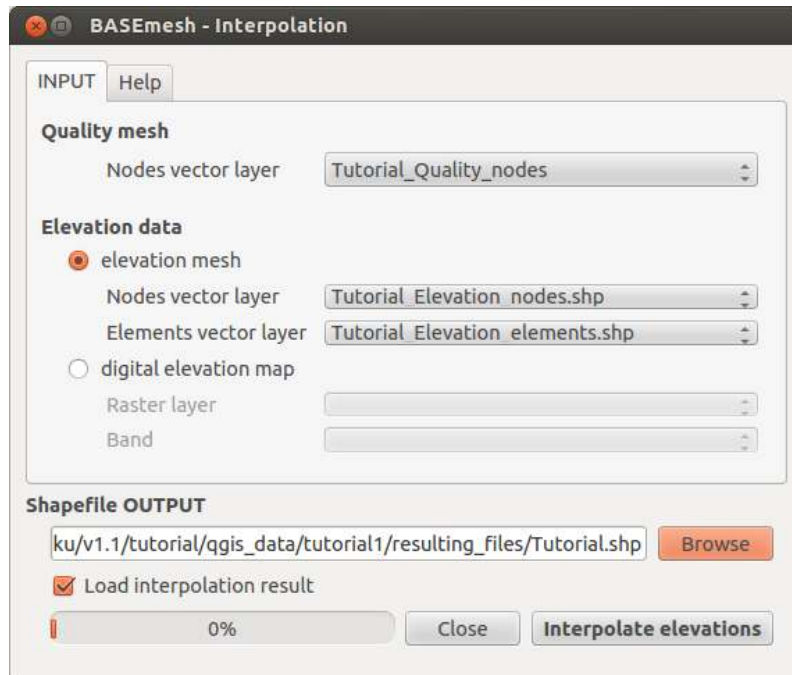 BASEmesh - Interpolation
INPUT Help
Quality mesh
Nodes vector layer Tutorial_Quality_nodes
Elevation data
elevation mesh
Nodes vector layer Tutorial_Elevation_nodes.shp
Elements vector layer Tutorial_Elevation_elements.shp
digital elevation map
Raster layer
Band
Shapefile OUTPUT
ku/v1.1/tutorial/qgis_data/tutorial1/resulting_files/Tutorial.shp Browse
Load interpolation result
0% Close Interpolate elevations